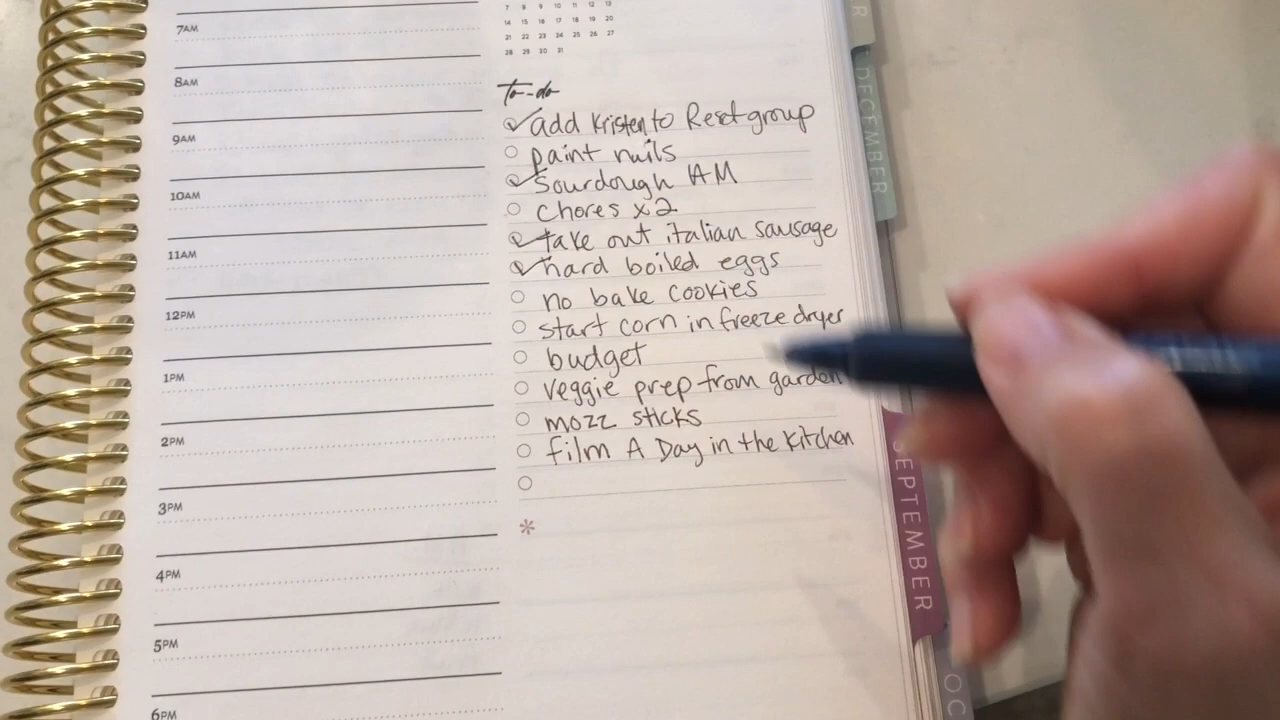 7AM
8AM
9AM
10AM
11AM
12PM
1PM
2PM
3PM
4PM
5PM
6PM
7 8 9 10 11 12 13
14 15 16 17 18 19 20
21 22 23 24 25 26 27
28 29 30 31
to-do
add Kristen to Rest group
paint nails
Sourdough AM
chores x2
take out italian sausage
hard boiled eggs
no bake cookies
start corn in freeze dryer
budget
veggie prep from garden
mozz sticks
film A Day in the Kitchen
*
R
DECEMBER
SEPTEMBER
OC